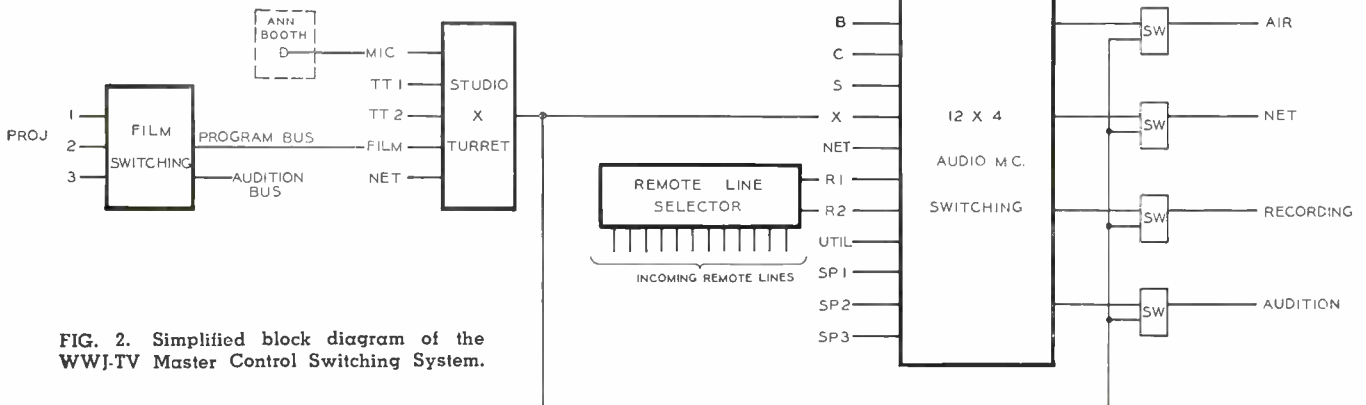 ANN
BOOTH
D
MIC
TT 1
TT 2
FILM
NET
STUDIO
X
TURRET
PROJ
1
2
3
FILM
SWITCHING
PROGRAM BUS
AUDITION
BUS
REMOTE LINE
SELECTOR
INCOMING REMOTE LINES
B
C
S
X
NET
R1
R2
UTIL
SP1
SP2
SP3
12 X 4
AUDIO M.C.
SWITCHING
SW
AIR
SW
NET
SW
RECORDING
SW
AUDITION
FIG. 2. Simplified block diagram of the
WWJ-TV Master Control Switching System.